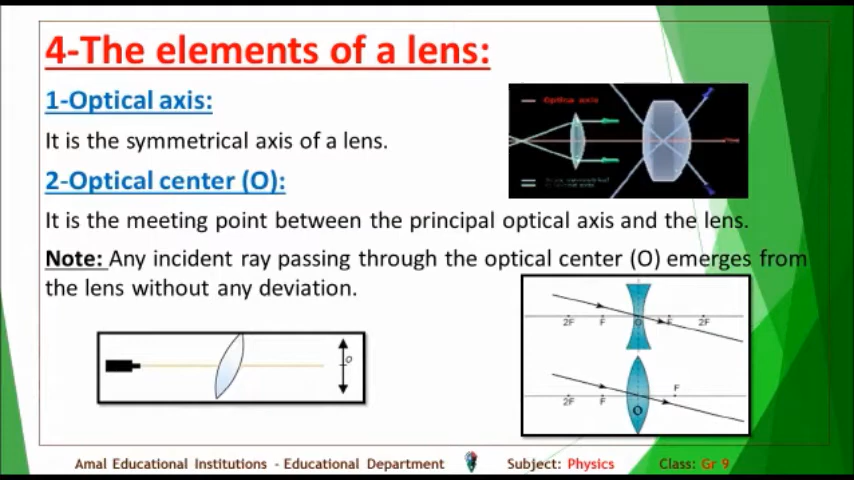 4-The elements of a lens:
1-Optical axis:
Optical axis
It is the symmetrical axis of a lens.
2-Optical center (O):
It is the meeting point between the principal optical axis and the lens.
Note: Any incident ray passing through the optical center (O) emerges from
the lens without any deviation.
2F F O F 2F
O
F
2F F
O
Amal Educational Institutions - Educational Department Subject: Physics Class: Gr 9